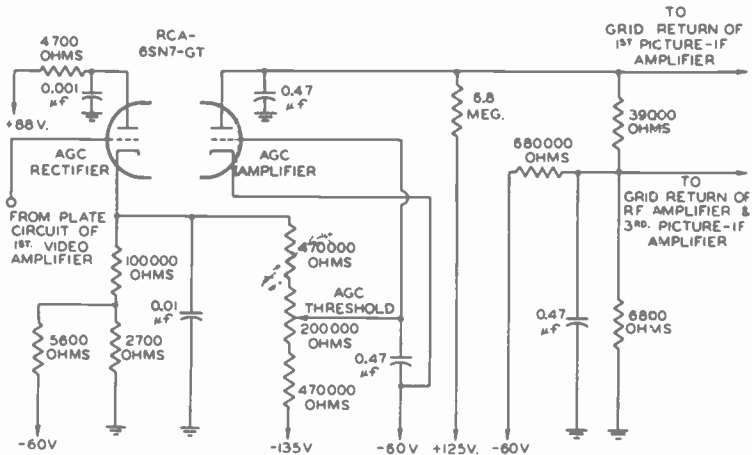 4700
OHMS
0.001
μf
+88V.
RCA-
6SN7-GT
AGC
RECTIFIER
AGC
AMPLIFIER
0.47
μf
6.8
MEG.
TO
GRID RETURN OF
1ST PICTURE-IF
AMPLIFIER
39000
OHMS
680000
OHMS
TO
GRID RETURN OF
RF AMPLIFIER &
3RD. PICTURE-IF
AMPLIFIER
FROM PLATE
CIRCUIT OF
1ST. VIDEO
AMPLIFIER
100000
OHMS
0.01
μf
470000
OHMS
AGC
THRESHOLD
200000
OHMS
0.47
μf
0.47
μf
6800
OHMS
5600
OHMS
2700
OHMS
470000
OHMS
-60V
-135V
-60V
+125V.
-60V